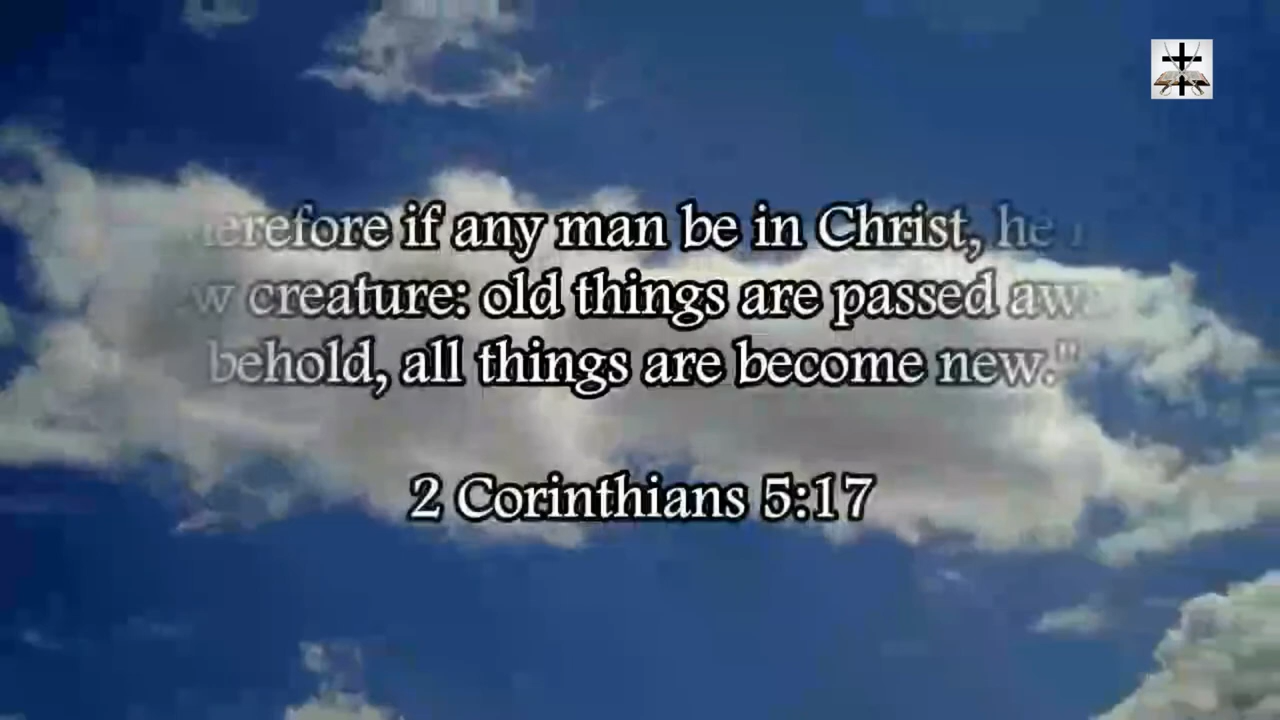 erefore if any man be in Christ, he
w creature: old things are passed aw
behold, all things are become new."
2 Corinthians 5:17